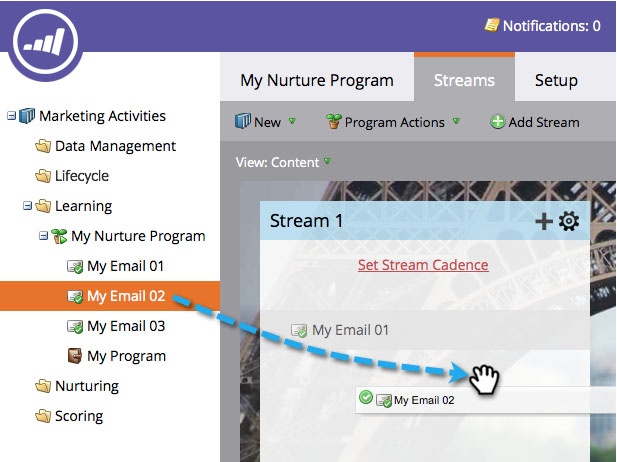 Notifications: 0
My Nurture Program Streams Setup
New Program Actions Add Stream
View: Content
Marketing Activities
Data Management
Lifecycle
Learning
My Nurture Program
My Email 01
My Email 02
My Email 03
My Program
Nurturing
Scoring
Stream 1
Set Stream Cadence
My Email 01
My Email 02